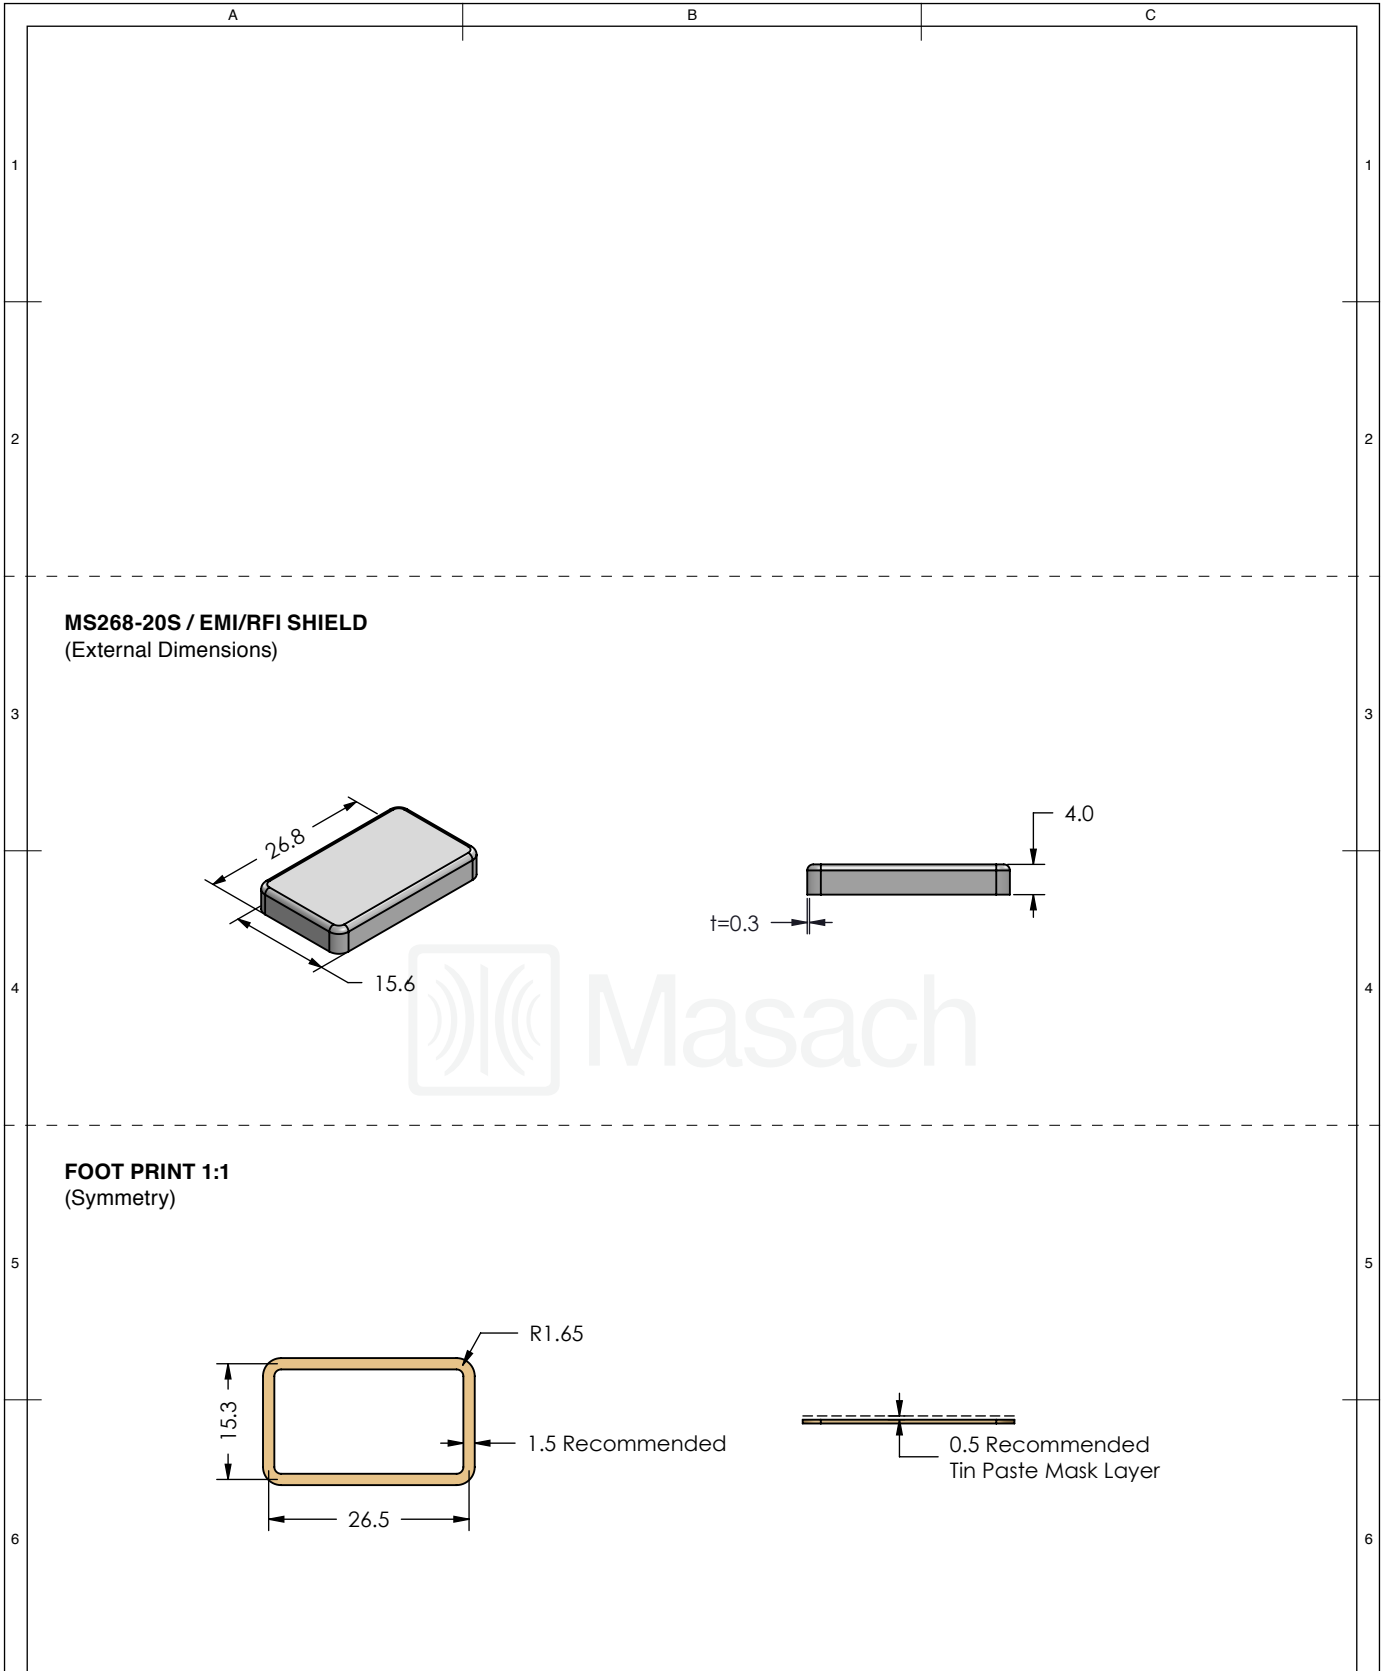 A
B
C
1
1
2
2
MS268-20S / EMI/RFI SHIELD
(External Dimensions)
3
3
26.8
4.0
t=0.3
15.6
4
4
Masach
FOOT PRINT 1:1
(Symmetry)
5
5
R1.65
15.3
1.5 Recommended
0.5 Recommended
Tin Paste Mask Layer
26.5
6
6